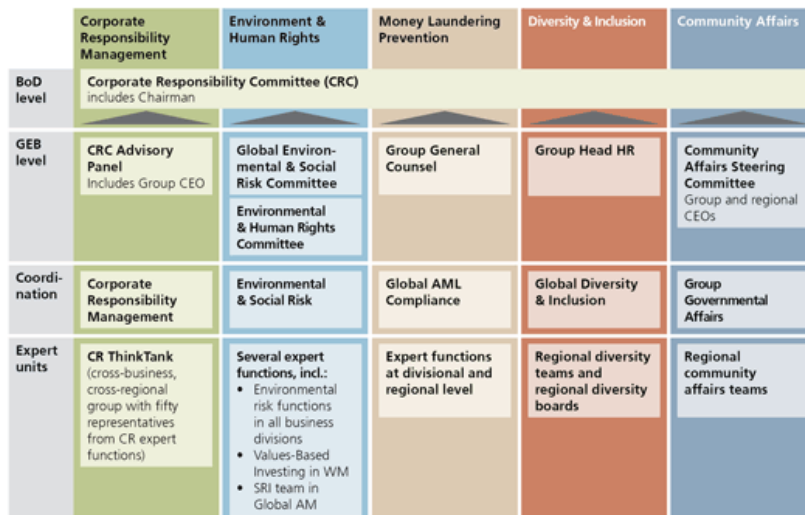 Corporate
Responsibility
Management
Environment &
Human Rights
Money Laundering
Prevention
Diversity & Inclusion
Community Affairs
BoD
level
Corporate Responsibility Committee (CRC)
includes Chairman
GEB
level
CRC Advisory
Panel
Includes Group CEO
Global Environ-
mental & Social
Risk Committee
Environmental
& Human Rights
Committee
Group General
Counsel
Group Head HR
Community
Affairs Steering
Committee
Group and regional
CEOs
Coordi-
nation
Corporate
Responsibility
Management
Environmental
& Social Risk
Global AML
Compliance
Global Diversity
& Inclusion
Group
Governmental
Affairs
Expert
units
CR ThinkTank
(cross-business,
cross-regional
group with fifty
representatives
from CR expert
functions)
Several expert
functions, incl.:
• Environmental
risk functions
in all business
divisions
• Values-Based
Investing in WM
• SRI team in
Global AM
Expert functions
at divisional and
regional level
Regional diversity
teams and
regional diversity
boards
Regional
community
affairs teams